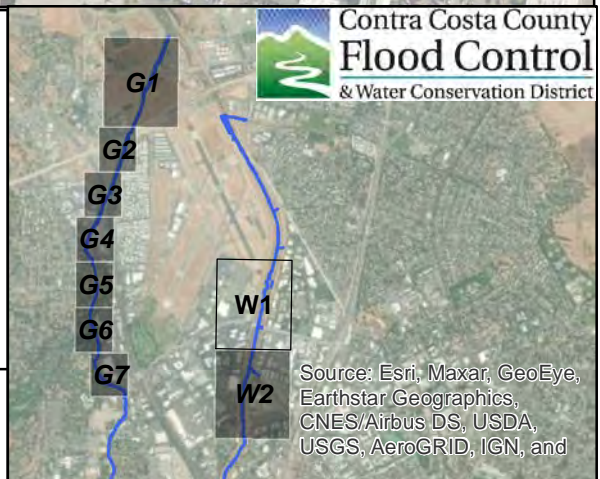 Contra Costa County
Flood Control
& Water Conservation District
G1
G2
G3
G4
G5
G6
G7
W1
W2
Source: Esri, Maxar, GeoEye,
Earthstar Geographics,
CNES/Airbus DS, USDA,
USGS, AeroGRID, IGN, and